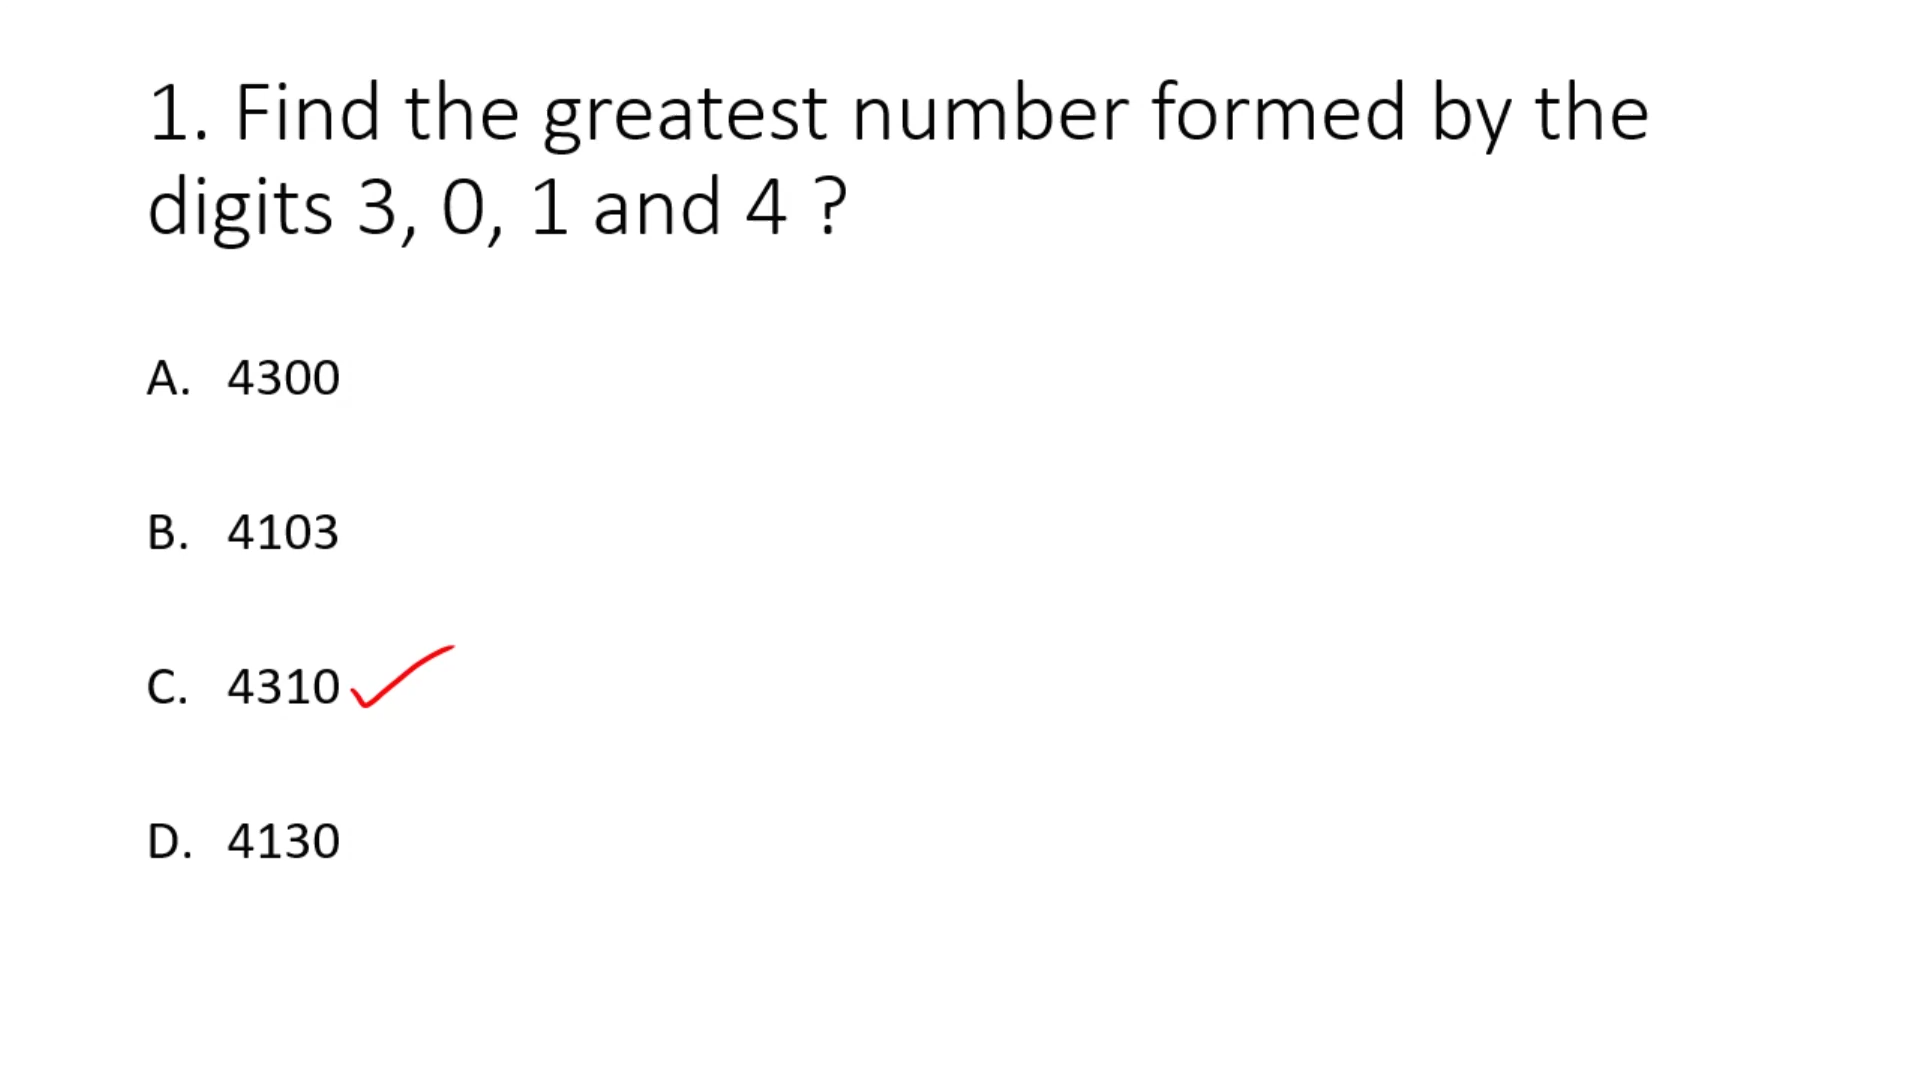 1. Find the greatest number formed by the
digits 3, 0, 1 and 4 ?
A. 4300
B. 4103
C. 4310
D. 4130